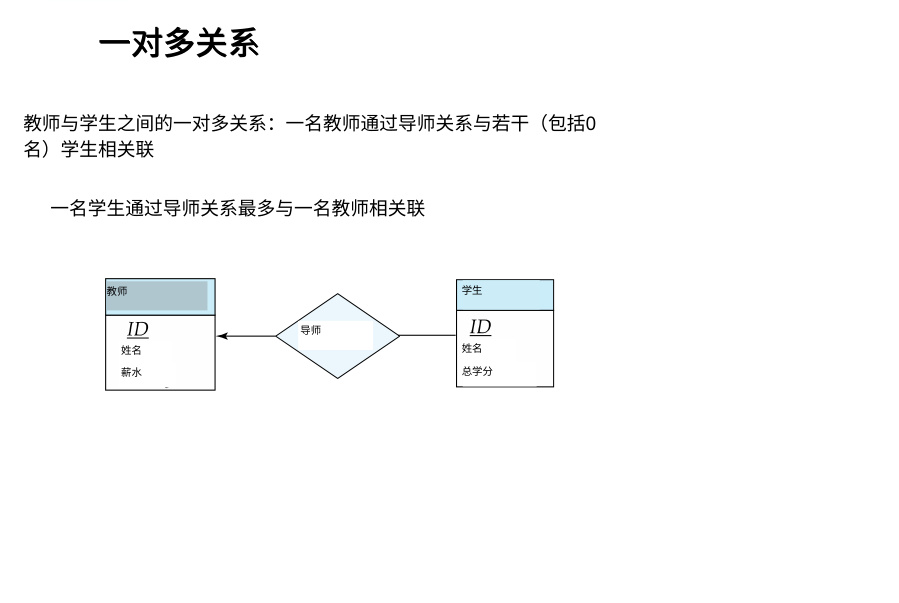 一对多关系
教师与学生之间的一对多关系：一名教师通过导师关系与若干（包括0
名）学生相关联
一名学生通过导师关系最多与一名教师相关联
教师
ID
姓名
薪水
导师
学生
ID
姓名
总学分